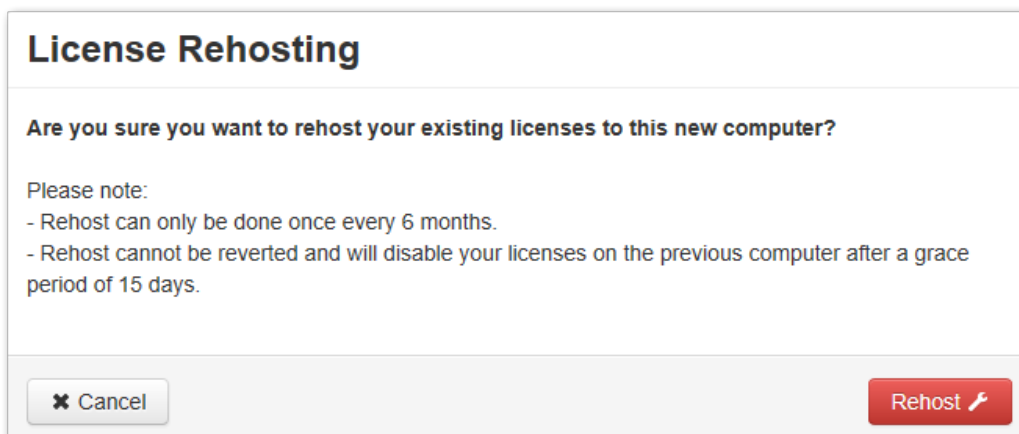 License Rehosting
Are you sure you want to rehost your existing licenses to this new computer?
Please note:
- Rehost can only be done once every 6 months.
- Rehost cannot be reverted and will disable your licenses on the previous computer after a grace
period of 15 days.
Cancel
Rehost